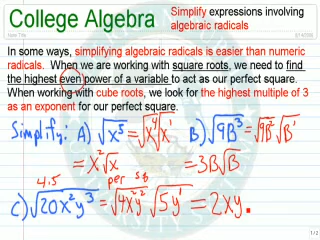 College Algebra
Simplify expressions involving algebraic radicals
In some ways, simplifying algebraic radicals is easier than numeric
radicals. When we are working with square roots, we need to find
the highest even power of a variable to act as our perfect square.
When working with cube roots, we look for the highest multiple of 3
as an exponent for our perfect square.
Simplify: A) √x⁵ = √x⁴ √x¹ B) √9B³ = √9B² √B¹
= x²√x = 3B√B
4·5 per sq
C) √20x²y³ = √4x²y² √5y¹ = 2xy.
1/2